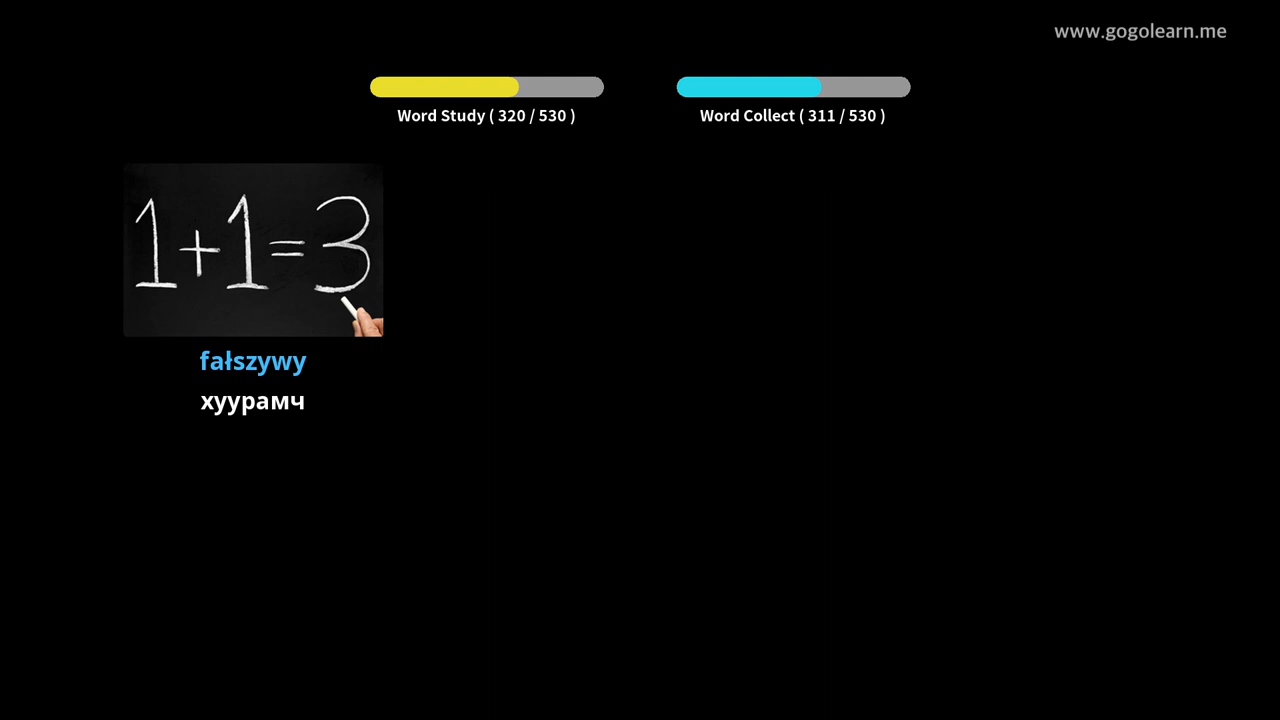 www.gogolearn.me
Word Study ( 320 / 530 )
Word Collect ( 311 / 530 )
1+1=3
fałszywy
хуурамч